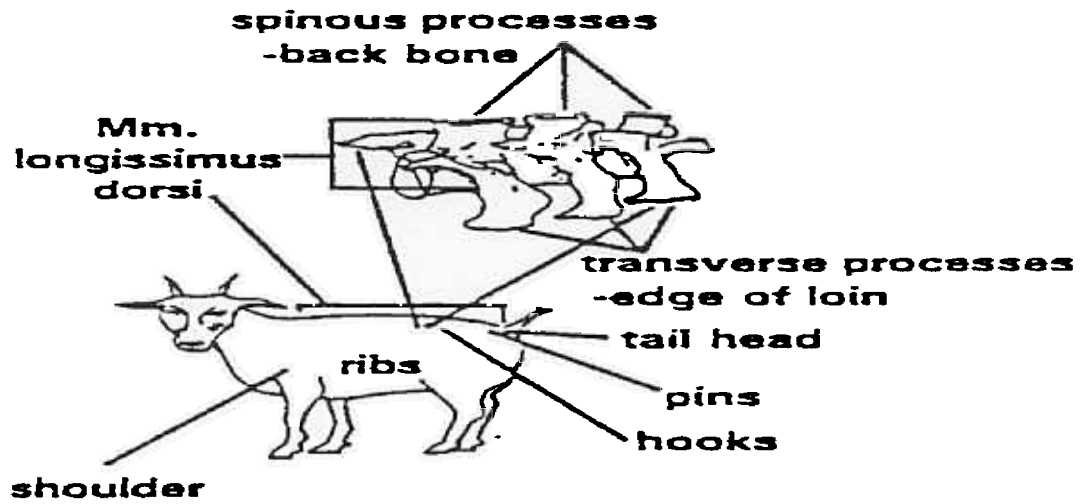 spinous processes
-back bone
Mm.
longissimus
dorsi
transverse processes
-edge of loin
tail head
ribs
pins
hooks
shoulder